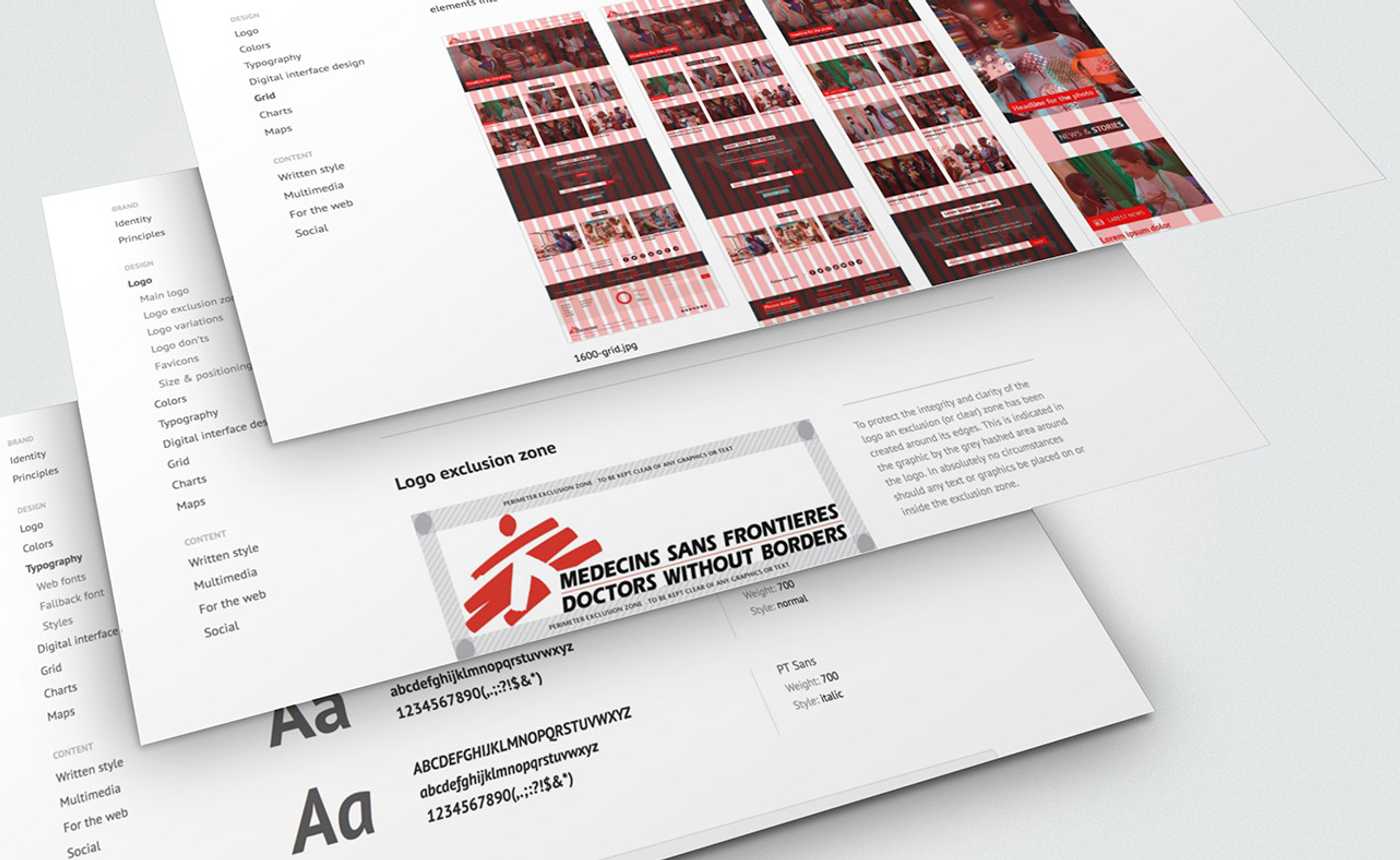 elements
DESIGN
Logo
Colors
Typography
Digital interface design
Grid
Charts
Maps
CONTENT
Written style
Multimedia
For the web
Social
Headline for the photo
Headline for the photo
NEWS & STORIES
LATEST NEWS
Lorem ipsum dolor
Please donate
1600-grid.jpg
BRAND
Identity
Principles
DESIGN
Logo
Main logo
Logo exclusion
Logo variations
Logo don'ts
Favicons
Size & positioning
Colors
Typography
Digital interface
Grid
Charts
Maps
CONTENT
Written style
Multimedia
For the web
Social
Logo exclusion zone
PERIMETER EXCLUSION ZONE . TO BE KEPT CLEAR OF ANY GRAPHICS OR TEXT
MEDECINS SANS FRONTIERES
DOCTORS WITHOUT BORDERS
PERIMETER EXCLUSION ZONE . TO BE KEPT CLEAR OF ANY GRAPHICS OR TEXT
To protect the integrity and clarity of the
logo an exclusion (or clear) zone has been
created around its edges. This is indicated in
the graphic by the grey hashed area around
the logo. In absolutely no circumstances
should any text or graphics be placed on or
inside the exclusion zone.
BRAND
Identity
Principles
DESIGN
Logo
Colors
Typography
Web fonts
Fallback font
Styles
Digital interface
Grid
Charts
Maps
CONTENT
Written style
Multimedia
For the web
Social
Aa
abcdefghijklmnopqrstuvwxyz
1234567890(,.;:?!$&*)
Weight: 700
Style: normal
Aa
ABCDEFGHIJKLMNOPQRSTUVWXYZ
abcdefghijklmnopqrstuvwxyz
1234567890(,.;:?!$&*)
PT Sans
Weight: 700
Style: italic